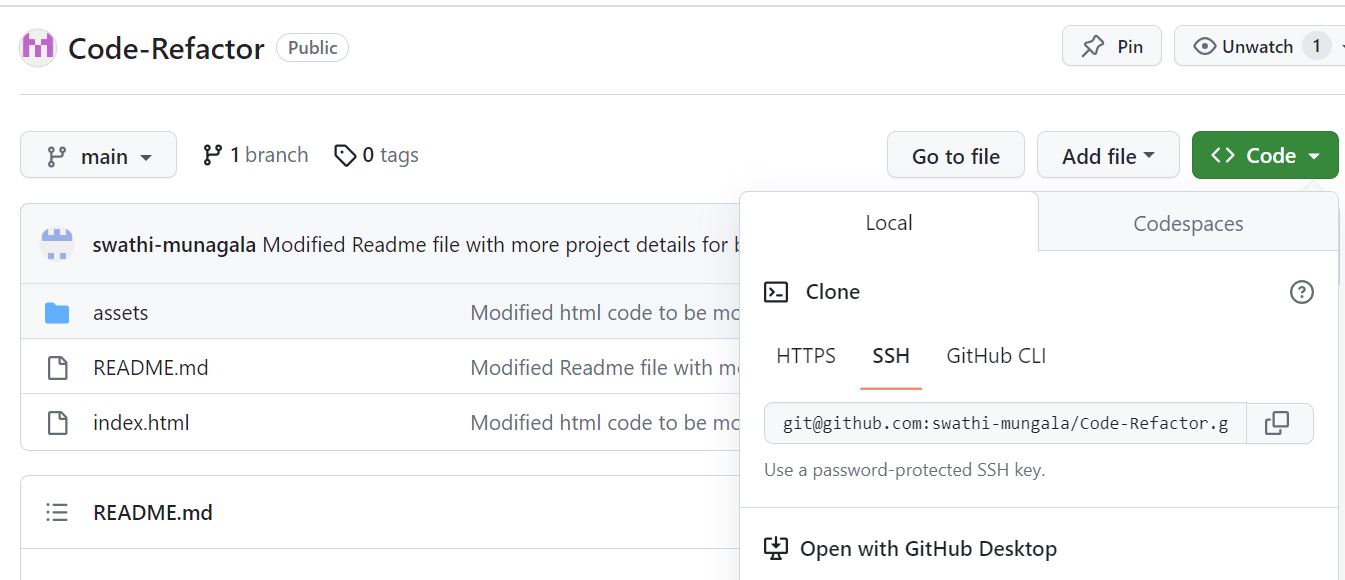 Code-Refactor Public Pin Unwatch 1
main 1 branch 0 tags Go to file Add file Code
Local Codespaces
swathi-munagala Modified Readme file with more project details for
Clone
assets Modified html code to be
HTTPS SSH GitHub CLI
README.md Modified Readme file with
index.html Modified html code to be
git@github.com:swathi-mungala/Code-Refactor.g
Use a password-protected SSH key.
README.md
Open with GitHub Desktop